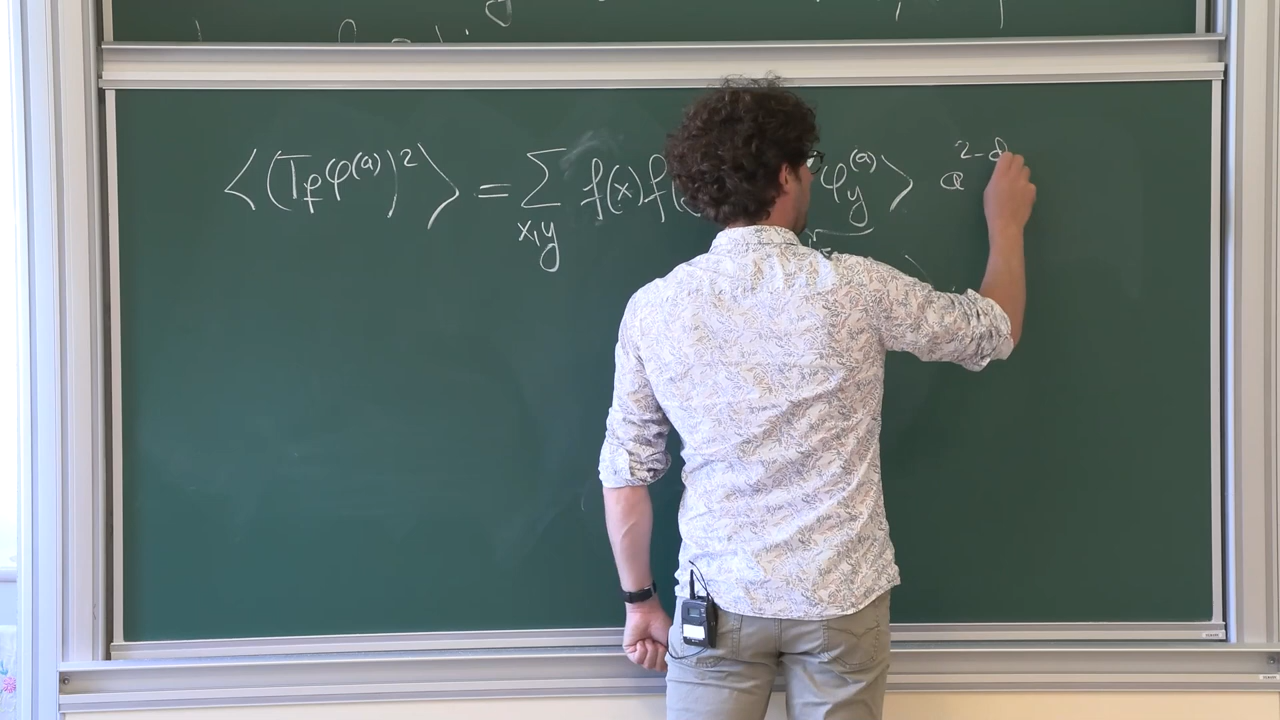 ⟨(T_f φ^(a))²⟩ = Σ_{x,y} f(x)f( φ_y^(a)⟩ a^{2-d